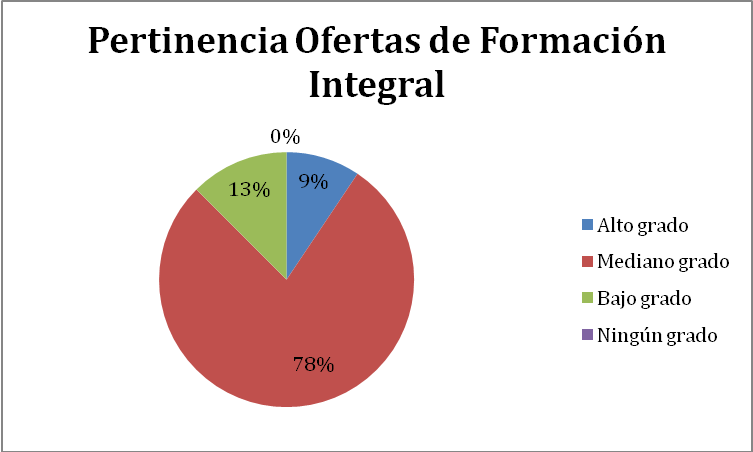 Pertinencia Ofertas de Formación
Integral
0%
13%
9%
78%
Alto grado
Mediano grado
Bajo grado
Ningún grado